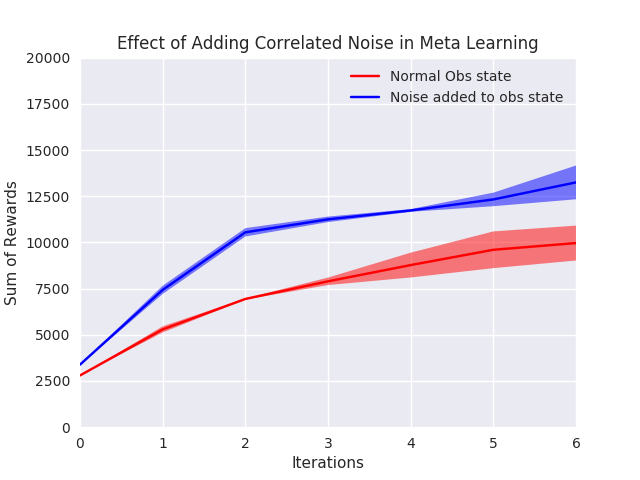 Effect of Adding Correlated Noise in Meta Learning
Normal Obs state
Noise added to obs state
Sum of Rewards
20000
17500
15000
12500
10000
7500
5000
2500
0
0 1 2 3 4 5 6
Iterations